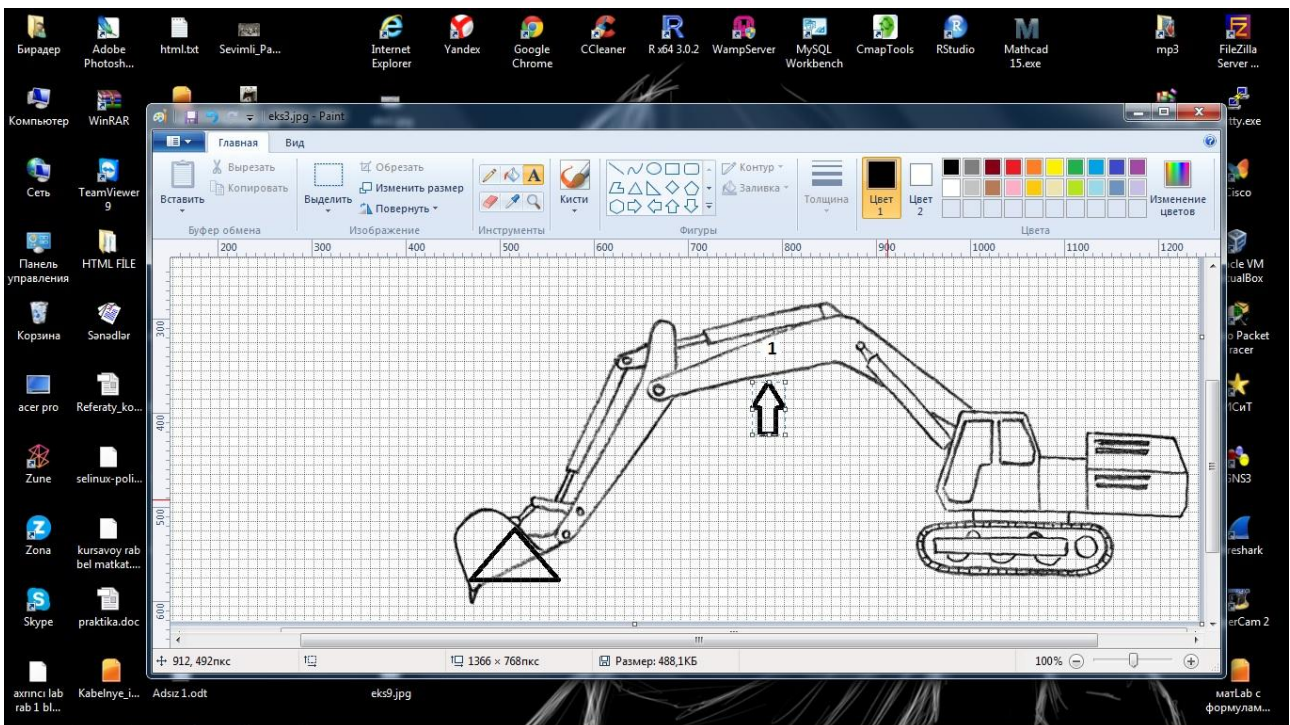 Бирадер
Adobe
Photosh...
html.txt
Sevimli_Pa...
Internet
Explorer
Yandex
Google
Chrome
CCleaner
R x64 3.0.2
WampServer
MySQL
Workbench
CmapTools
RStudio
Mathcad
15.exe
mp3
FileZilla
Server ...
Компьютер
WinRAR
tty.exe
eks3.jpg - Paint
Главная
Вид
Вставить
Вырезать
Копировать
Буфер обмена
Выделить
Обрезать
Изменить размер
Повернуть
Изображение
Инструменты
Кисти
Контур
Заливка
Фигуры
Толщина
Цвет
1
Цвет
2
Изменение
цветов
Цвета
200 300 400 500 600 700 800 900 1000 1100 1200
300
400
500
600
1
Сеть
TeamViewer
9
Cisco
Панель
управления
HTML FİLE
cle VM
ualBox
Корзина
Sənədlər
o Packet
racer
acer pro
Referaty_ko...
Zune
selinux-poli...
GNS3
Zona
kursavoy rab
bel matkat....
reshark
Skype
praktika.doc
erCam 2
912, 492пкс
1366 × 768пкс
Размер: 488,1КБ
100%
axrıncı lab
rab 1 bl...
Kabelnye_i...
Adsız 1.odt
eks9.jpg
матLab с
формулам...